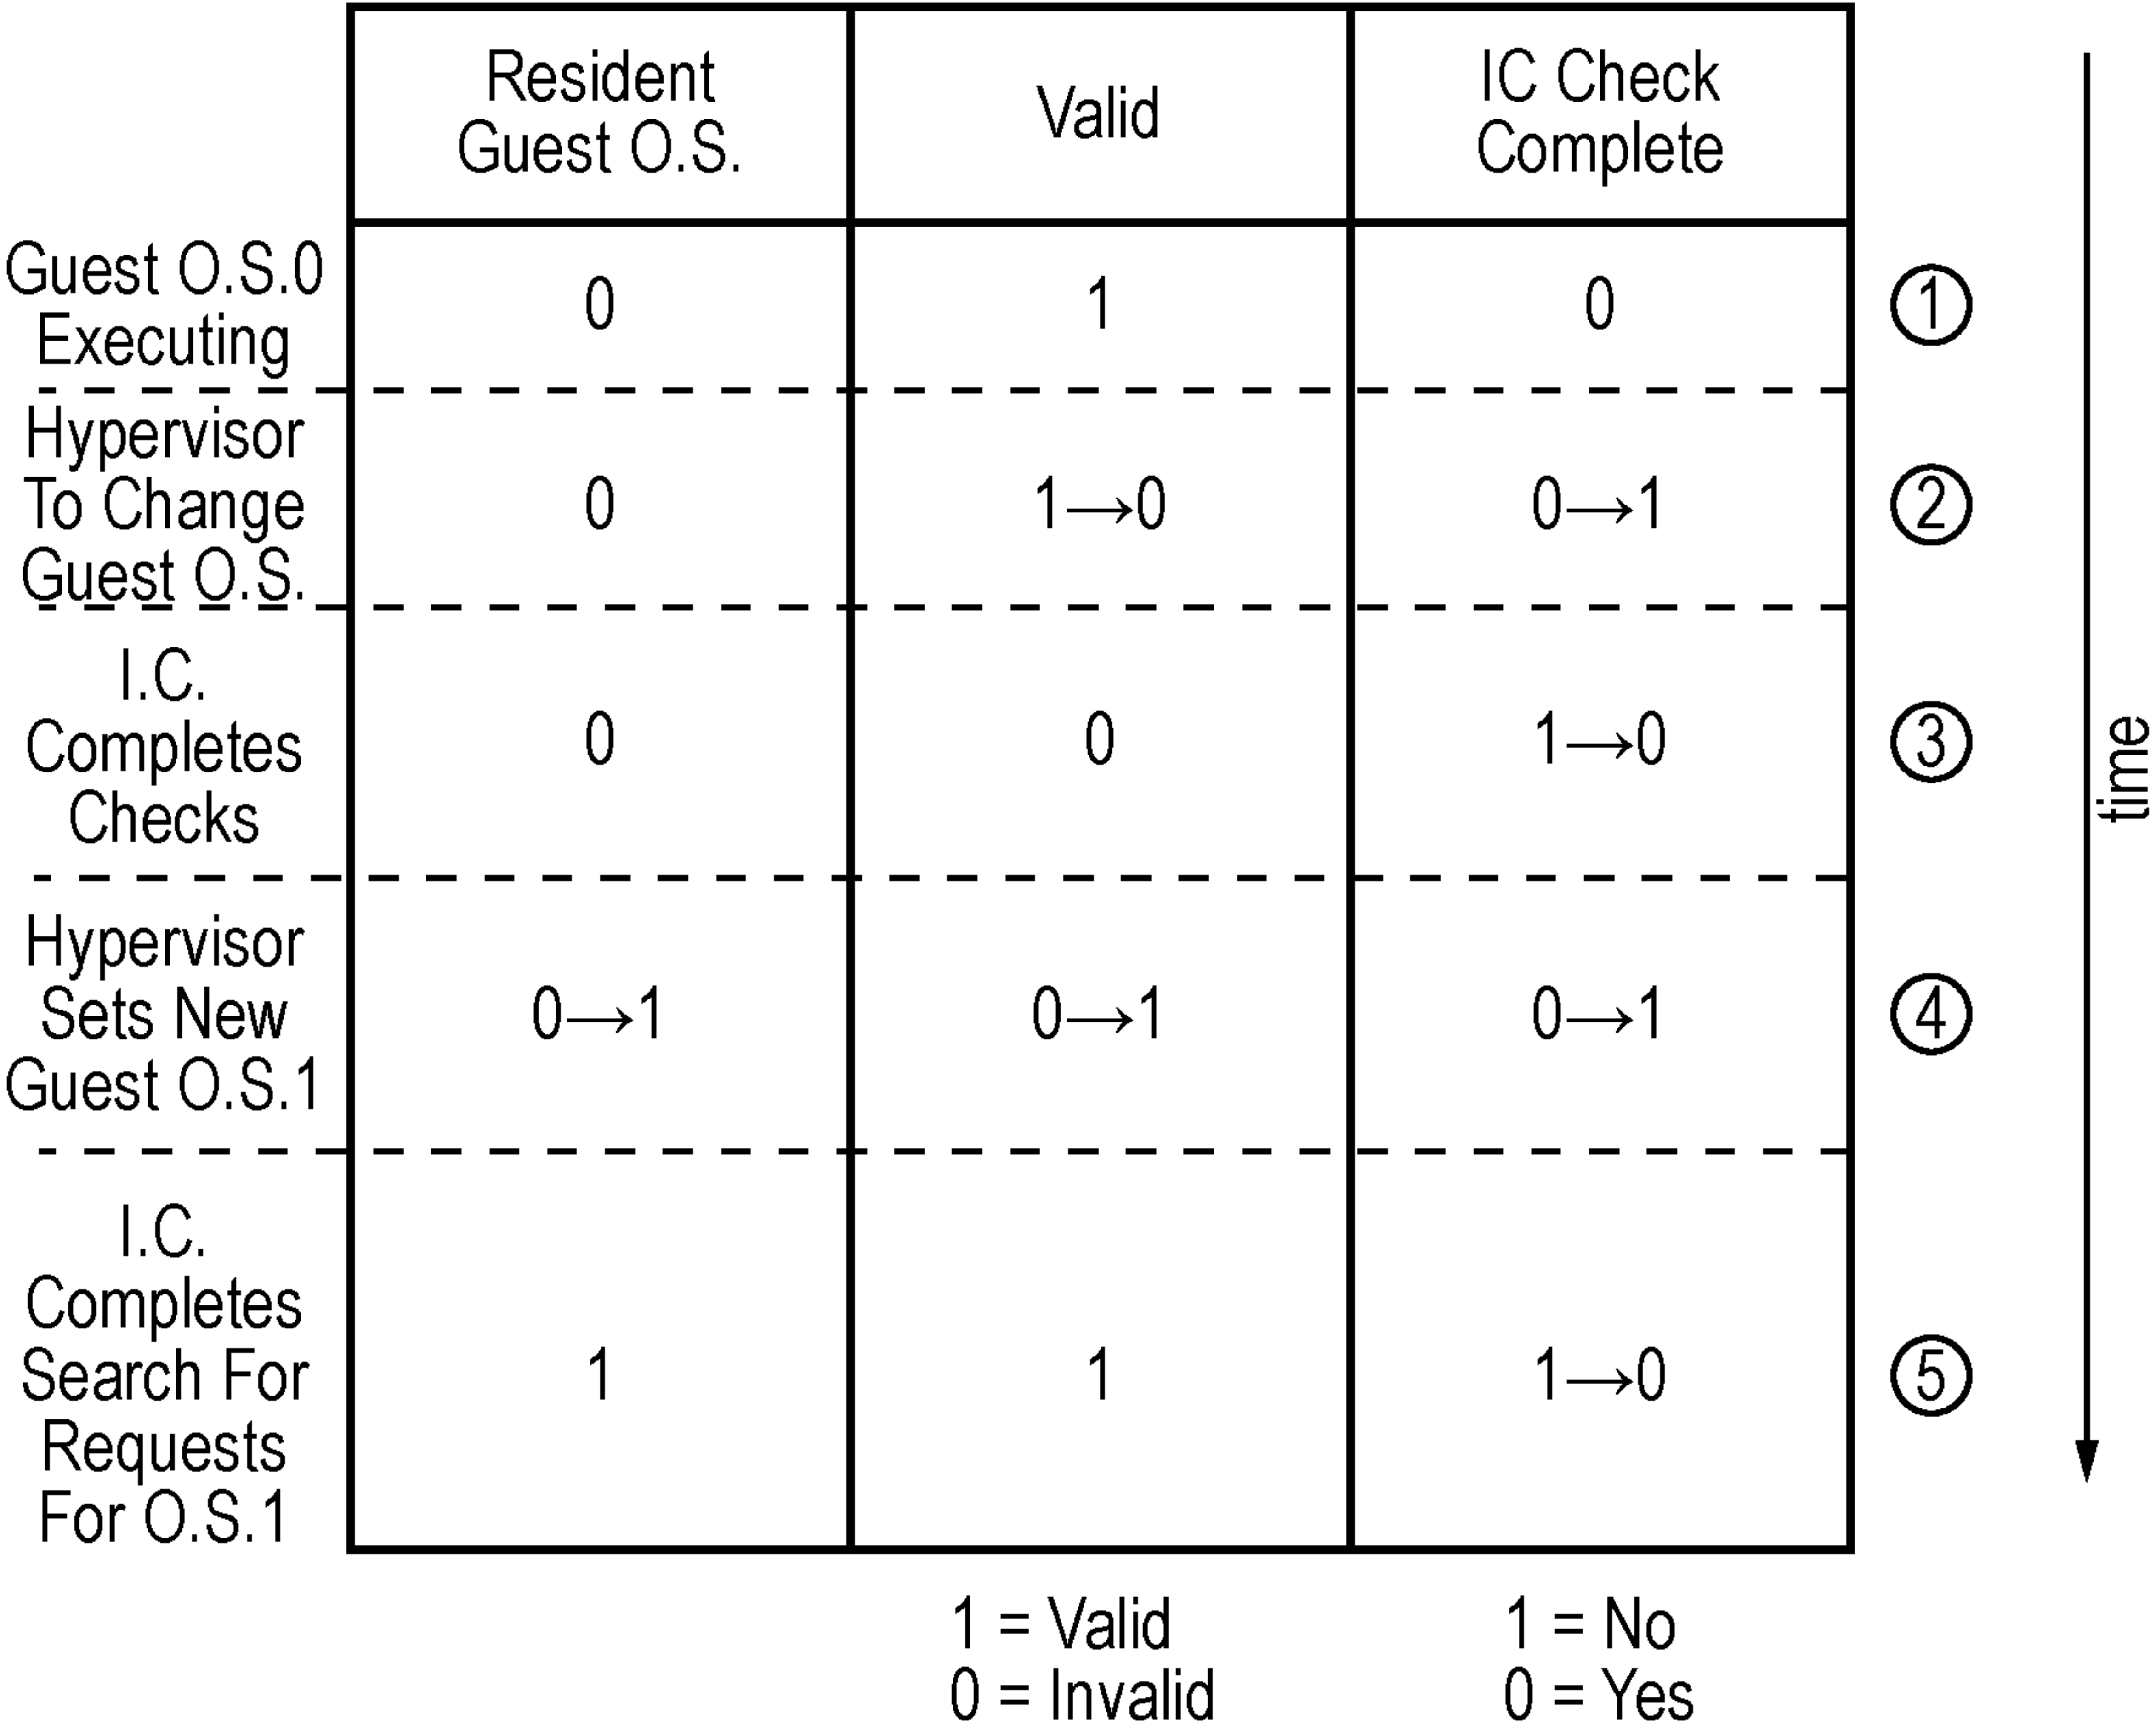 Resident
Guest O.S.
Valid
IC Check
Complete
Guest O.S.0
Executing
0
1
0
1
Hypervisor
To Change
Guest O.S.
0
1→0
0→1
2
I.C.
Completes
Checks
0
0
1→0
3
Hypervisor
Sets New
Guest O.S.1
0→1
0→1
0→1
4
I.C.
Completes
Search For
Requests
For O.S.1
1
1
1→0
5
time
1 = Valid
0 = Invalid
1 = No
0 = Yes